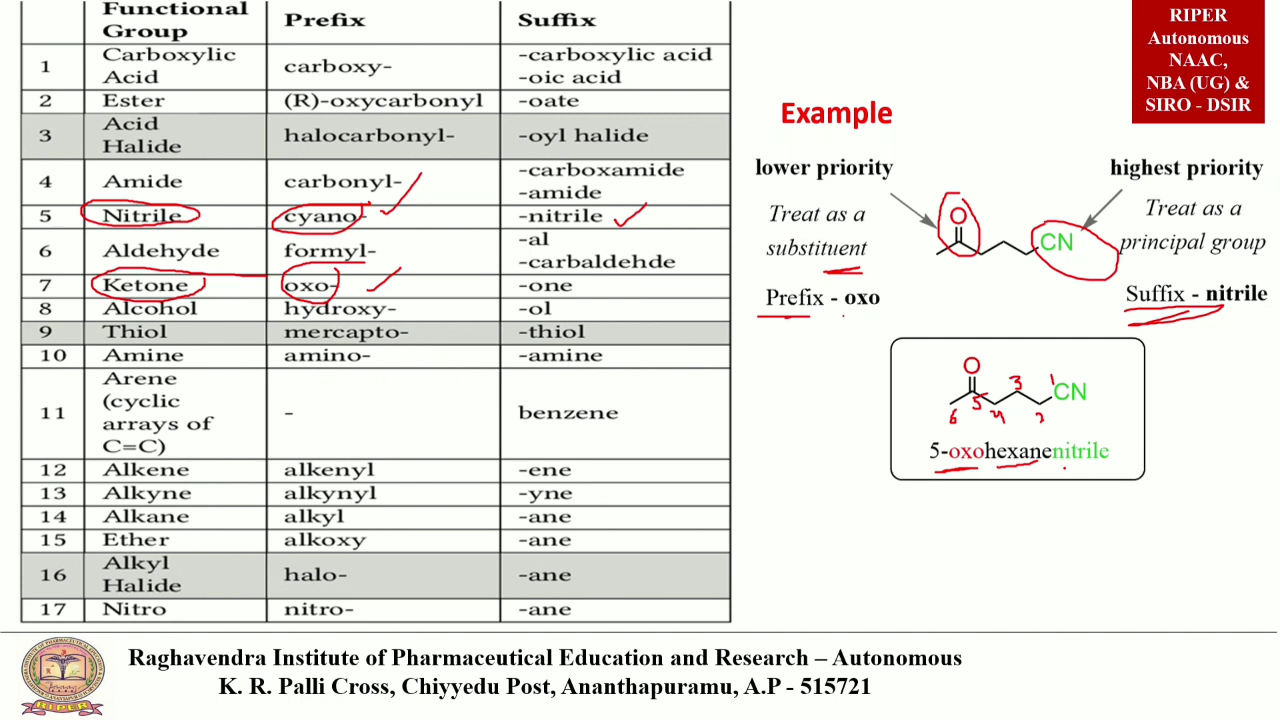 Functional Group Prefix Suffix
1 Carboxylic Acid carboxy- -carboxylic acid -oic acid
2 Ester (R)-oxycarbonyl -oate
3 Acid Halide halocarbonyl- -oyl halide
4 Amide carbonyl- -carboxamide -amide
5 Nitrile cyano- -nitrile
6 Aldehyde formyl- -al -carbaldehde
7 Ketone oxo- -one
8 Alcohol hydroxy- -ol
9 Thiol mercapto- -thiol
10 Amine amino- -amine
11 Arene (cyclic arrays of C=C) - benzene
12 Alkene alkenyl -ene
13 Alkyne alkynyl -yne
14 Alkane alkyl -ane
15 Ether alkoxy -ane
16 Alkyl Halide halo- -ane
17 Nitro nitro- -ane
RIPER
Autonomous
NAAC,
NBA (UG) &
SIRO - DSIR
Example
lower priority
Treat as a
substituent
Prefix - oxo
O
CN
highest priority
Treat as a
principal group
Suffix - nitrile
O
CN
6 5 4 3 2 1
5-oxohexanenitrile
Raghavendra Institute of Pharmaceutical Education and Research – Autonomous
K. R. Palli Cross, Chiyyedu Post, Ananthapuramu, A.P - 515721
RIPER